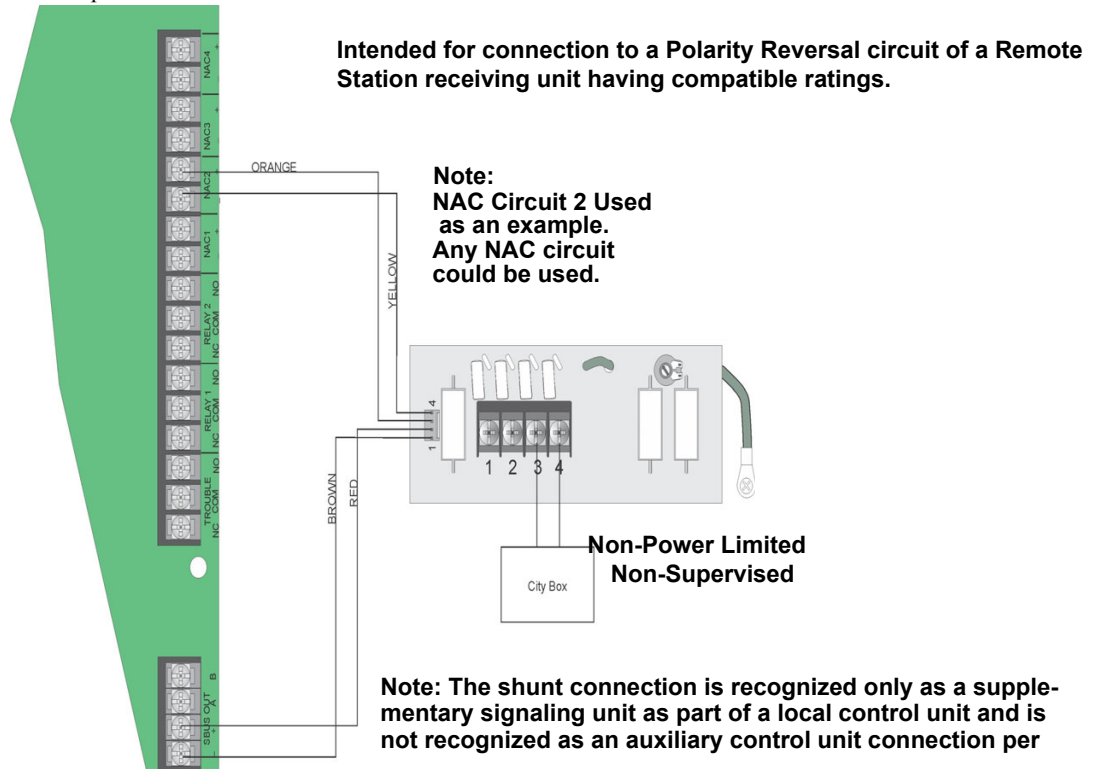 Intended for connection to a Polarity Reversal circuit of a Remote
Station receiving unit having compatible ratings.
+ NAC4 -
+ NAC3 -
+ NAC2 -
+ NAC1 -
NO
RELAY 2
COM
NC
NO
RELAY 1
COM
NC
NO
TROUBLE
COM
NC
ORANGE
YELLOW
Note:
NAC Circuit 2 Used
as an example.
Any NAC circuit
could be used.
4
1
1 2 3 4
BROWN
RED
City Box
Non-Power Limited
Non-Supervised
B
A
SBUS OUT
+
-
Note: The shunt connection is recognized only as a supple-
mentary signaling unit as part of a local control unit and is
not recognized as an auxiliary control unit connection per